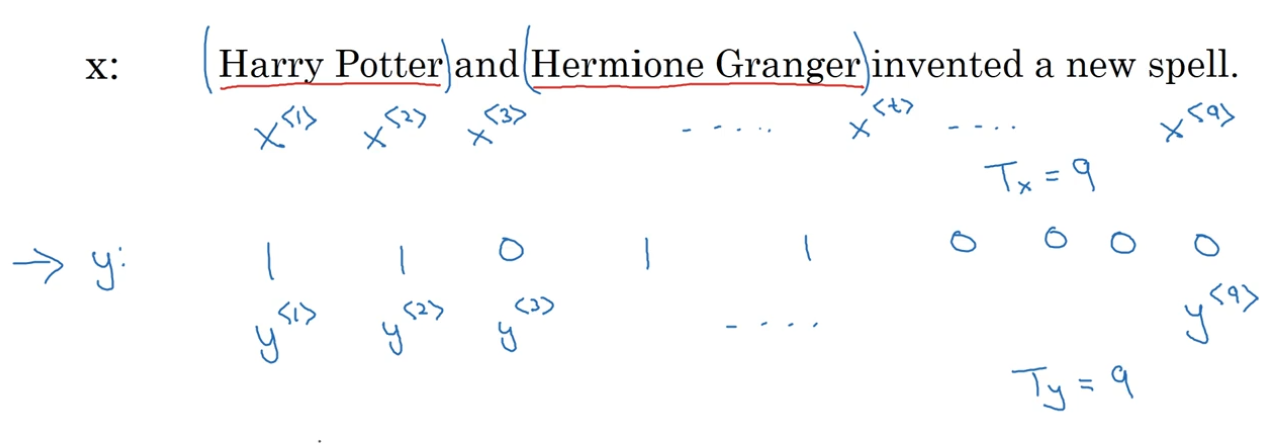 x: (Harry Potter) and (Hermione Granger) invented a new spell.
x<1> x<2> x<3> ..... x<t> .... x<9>
Tx = 9
→ y: 1 1 0 1 1 0 0 0 0
y<1> y<2> y<3> .... y<9>
Ty = 9